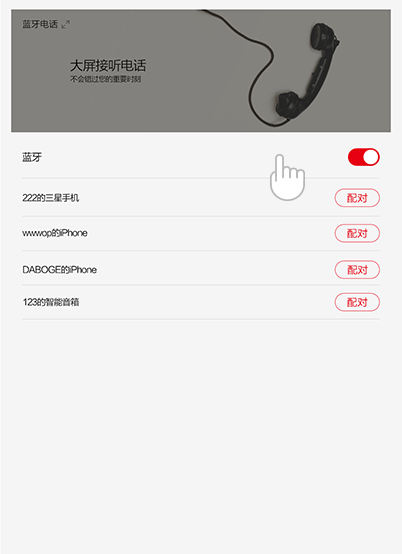 蓝牙电话
大屏接听电话
不会错过您的重要时刻
蓝牙
222的三星手机 配对
wwwop的iPhone 配对
DABOGE的iPhone 配对
123的智能音箱 配对